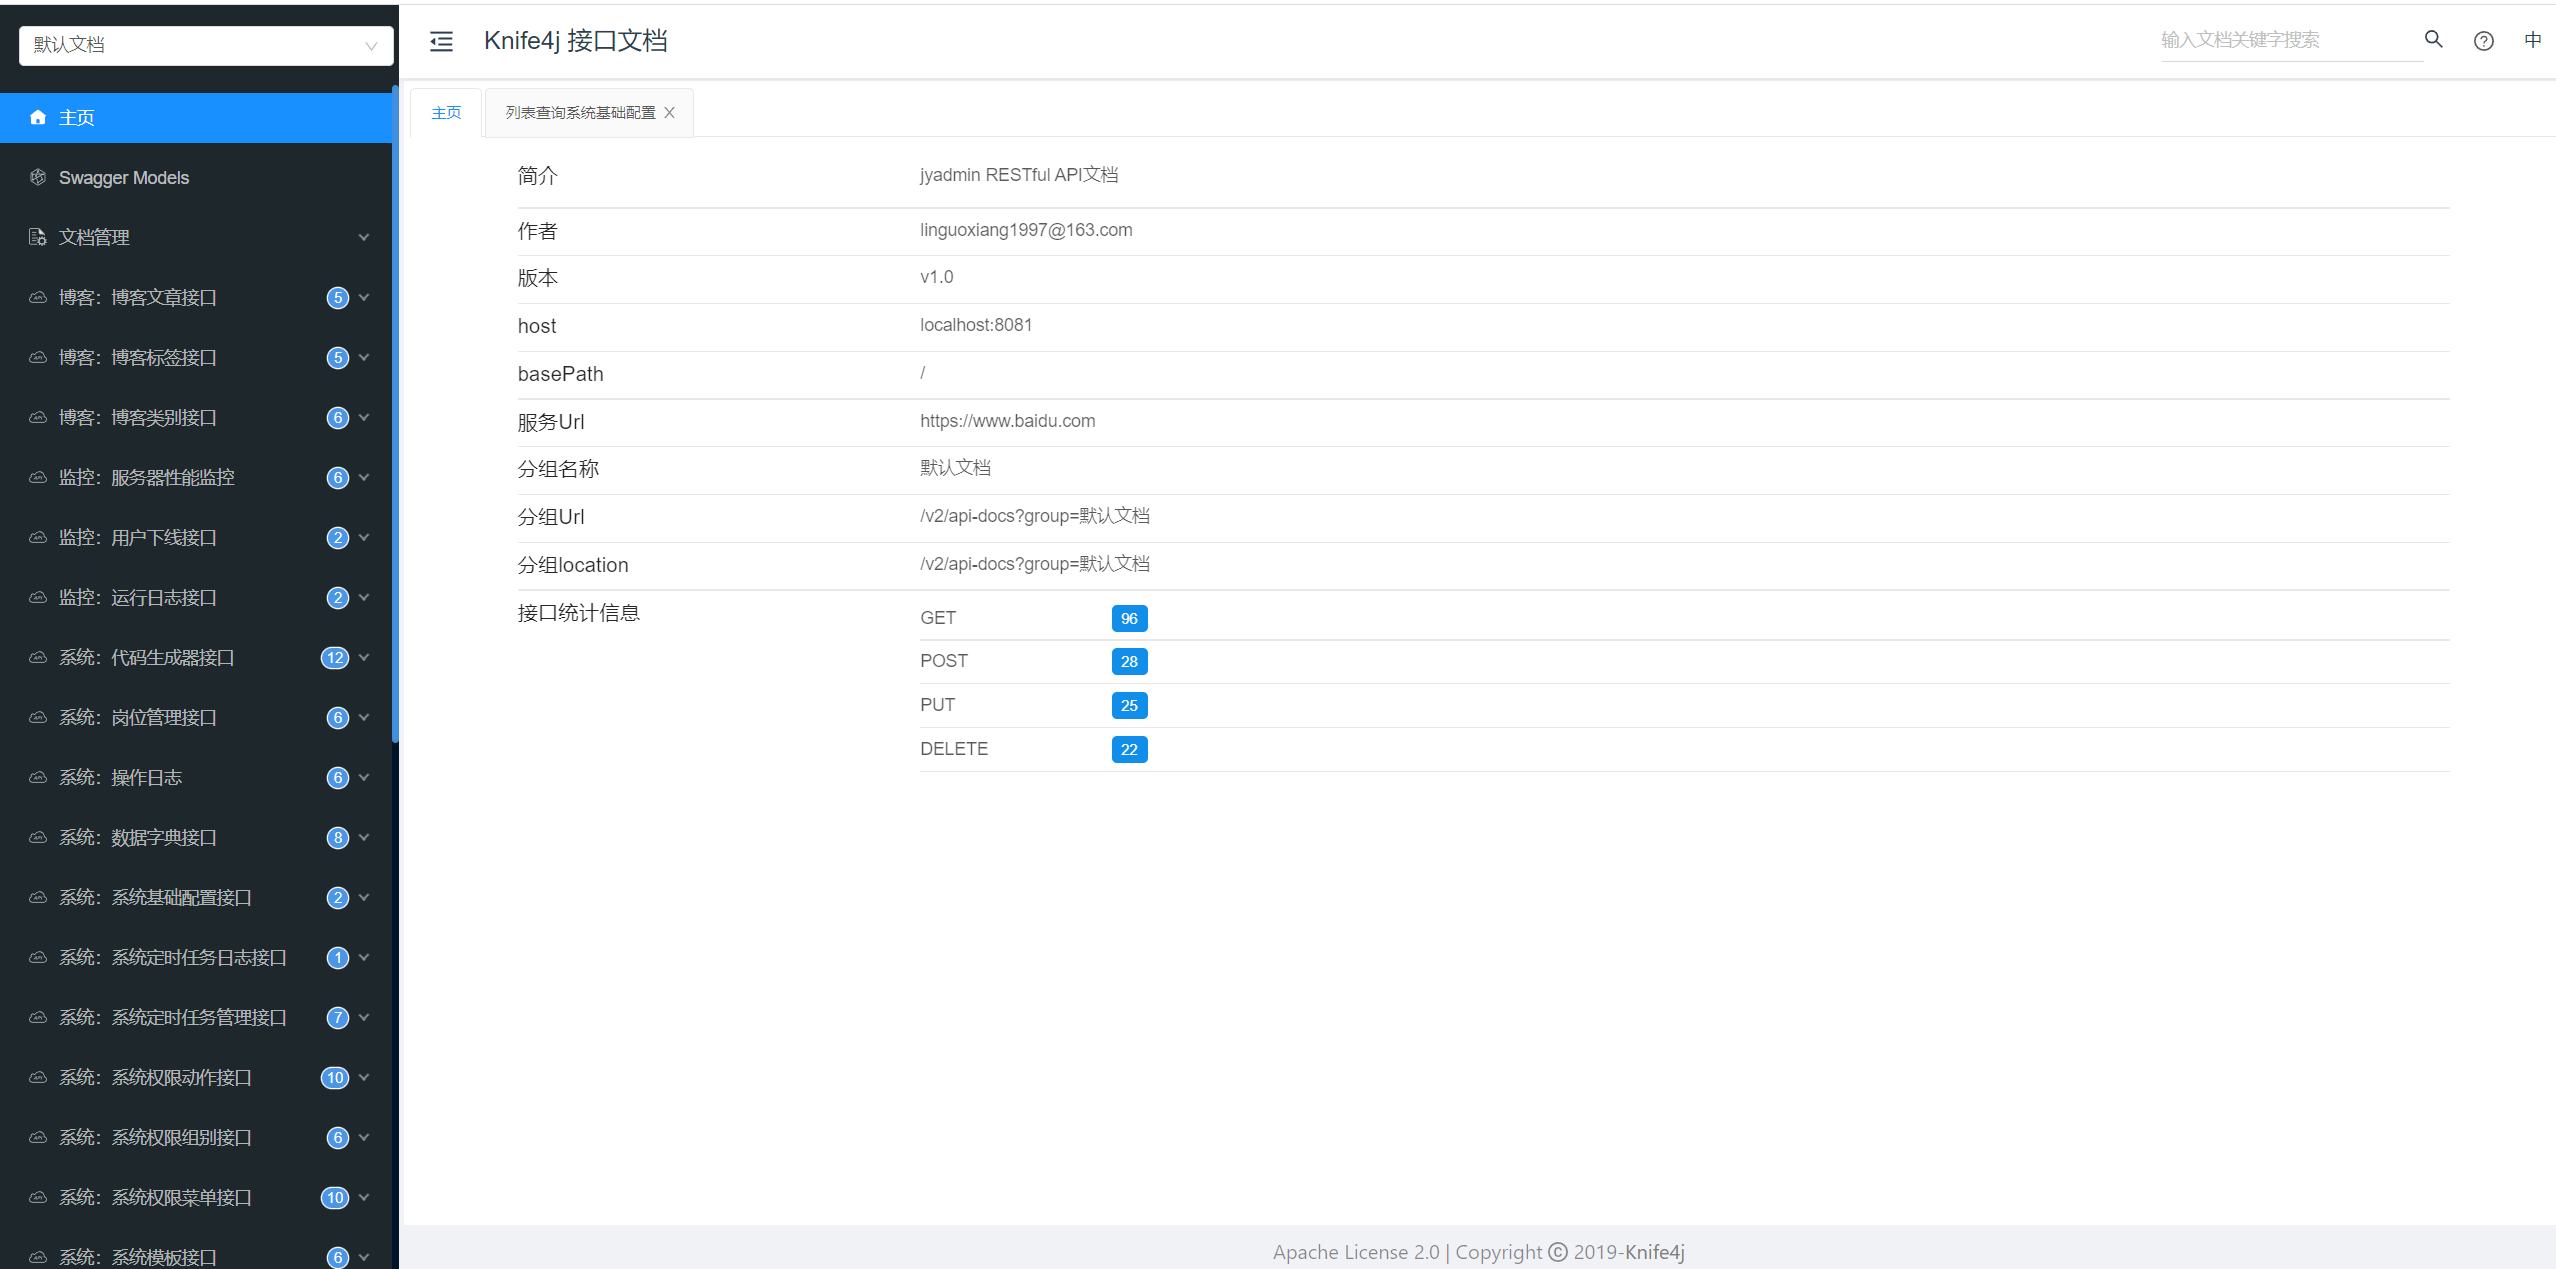 默认文档
主页
Swagger Models
文档管理
博客：博客文章接口 5
博客：博客标签接口 5
博客：博客类别接口 6
监控：服务器性能监控 6
监控：用户下线接口 2
监控：运行日志接口 2
系统：代码生成器接口 12
系统：岗位管理接口 6
系统：操作日志 6
系统：数据字典接口 8
系统：系统基础配置接口 2
系统：系统定时任务日志接口 1
系统：系统定时任务管理接口 7
系统：系统权限动作接口 10
系统：系统权限组别接口 6
系统：系统权限菜单接口 10
系统：系统模板接口 6
Knife4j 接口文档
输入文档关键字搜索
中
主页 列表查询系统基础配置
简介 jyadmin RESTful API文档
作者 linguoxiang1997@163.com
版本 v1.0
host localhost:8081
basePath /
服务Url https://www.baidu.com
分组名称 默认文档
分组Url /v2/api-docs?group=默认文档
分组location /v2/api-docs?group=默认文档
接口统计信息
GET 96
POST 28
PUT 25
DELETE 22
Apache License 2.0 | Copyright © 2019-Knife4j